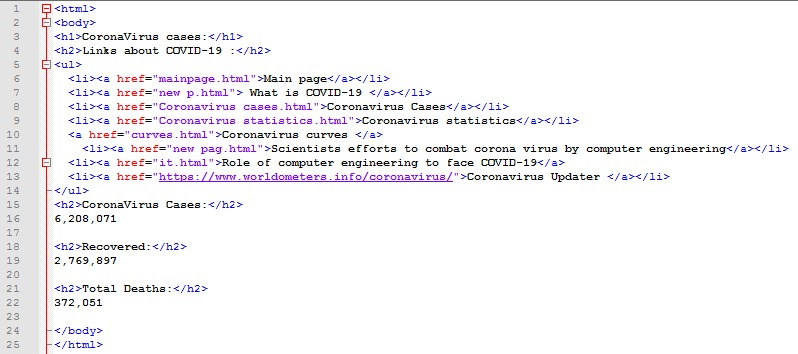 1 <html>
2 <body>
3 <h1>CoronaVirus cases:</h1>
4 <h2>Links about COVID-19 :</h2>
5 <ul>
6 <li><a href="mainpage.html">Main page</a></li>
7 <li><a href="new p.html"> What is COVID-19 </a></li>
8 <li><a href="Coronavirus cases.html">Coronavirus Cases</a></li>
9 <li><a href="Coronavirus statistics.html">Coronavirus statistics</a></li>
10 <a href="curves.html">Coronavirus curves </a>
11 <li><a href="new pag.html">Scientists efforts to combat corona virus by computer engineering</a></li>
12 <li><a href="it.html">Role of computer engineering to face COVID-19</a>
13 <li><a href="https://www.worldometers.info/coronavirus/">Coronavirus Updater </a></li>
14 </ul>
15 <h2>CoronaVirus Cases:</h2>
16 6,208,071
17
18 <h2>Recovered:</h2>
19 2,769,897
20
21 <h2>Total Deaths:</h2>
22 372,051
23
24 </body>
25 </html>